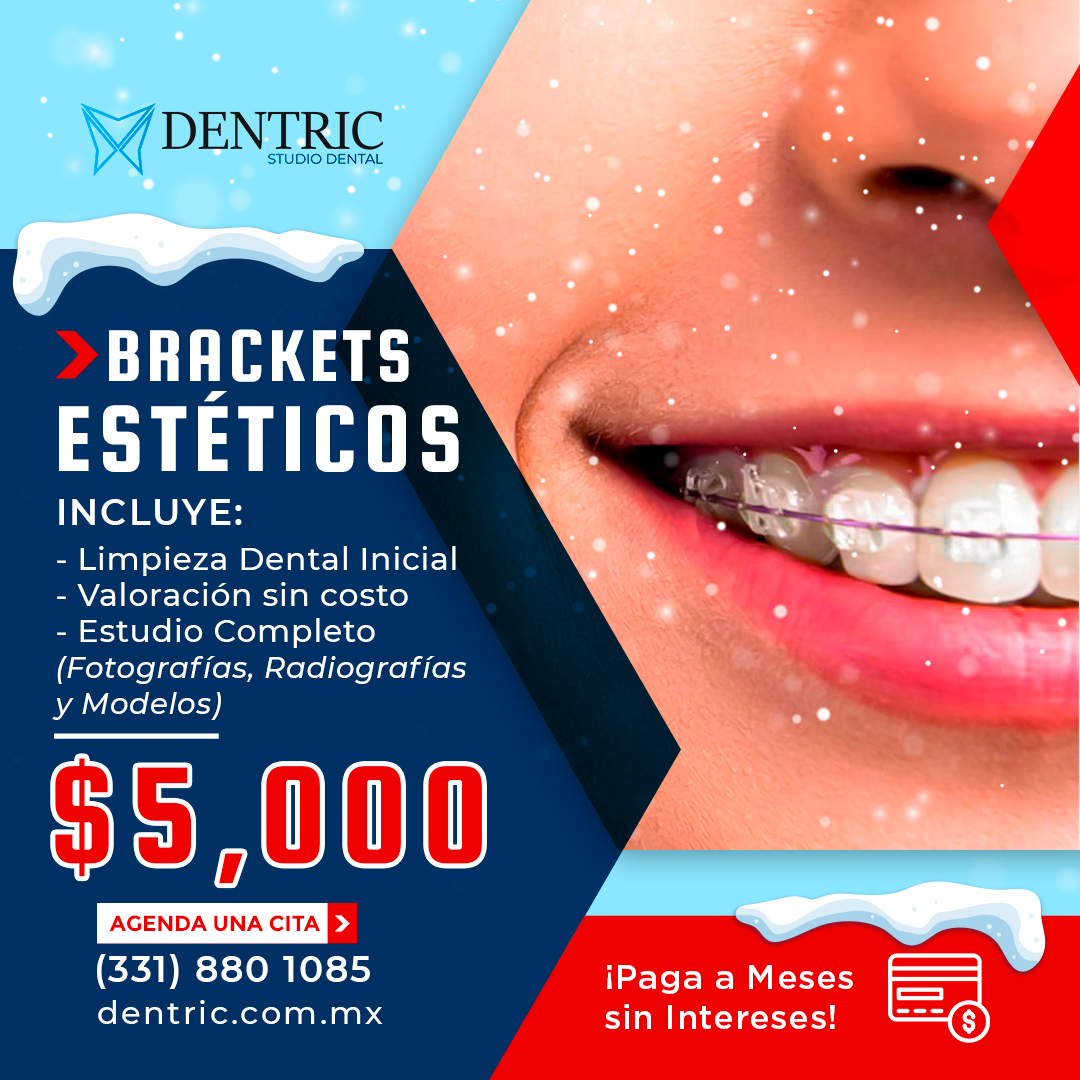 DENTRIC
STUDIO DENTAL
BRACKETS
ESTÉTICOS
INCLUYE:
- Limpieza Dental Inicial
- Valoración sin costo
- Estudio Completo
(Fotografías, Radiografías
y Modelos)
$5,000
AGENDA UNA CITA
(331) 880 1085
dentric.com.mx
¡Paga a Meses
sin Intereses!
$